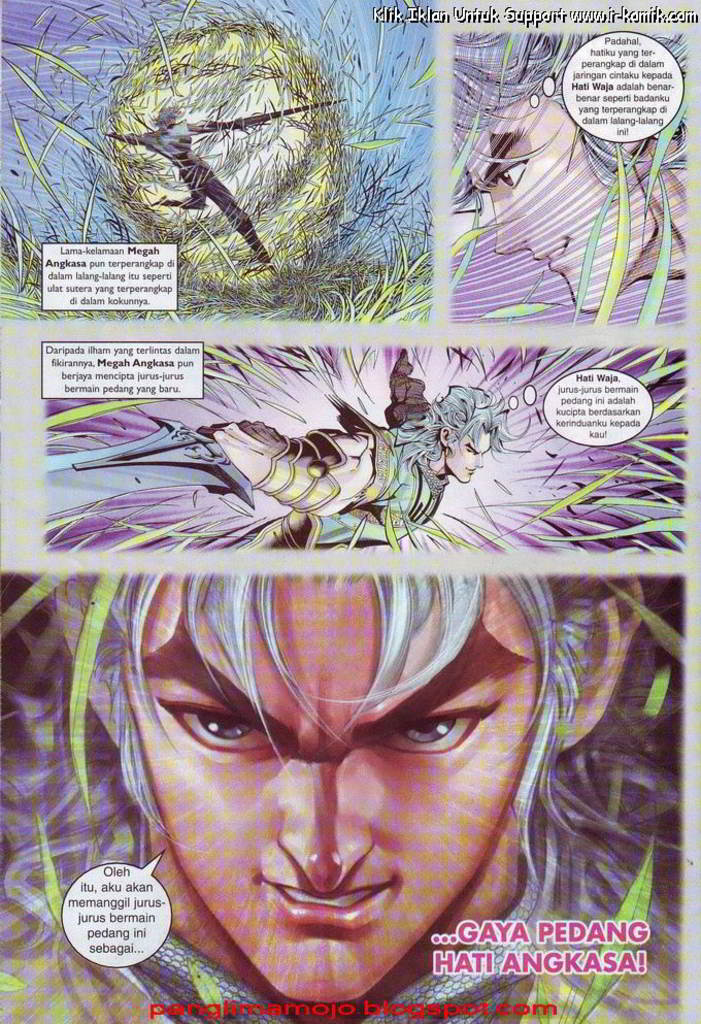 Klik Iklan Untuk Support www.ir-komik.com
Lama-kelamaan Megah
Angkasa pun terperangkap di
dalam lalang-lalang itu seperti
ulat sutera yang terperangkap
di dalam kokunnya.
Padahal,
hatiku yang ter-
perangkap di dalam
jaringan cintaku kepada
Hati Waja adalah benar-
benar seperti badanku
yang terperangkap di
dalam lalang-lalang
ini!
Daripada ilham yang terlintas dalam
fikirannya, Megah Angkasa pun
berjaya mencipta jurus-jurus
bermain pedang yang baru.
Hati Waja,
jurus-jurus bermain
pedang ini adalah
kucipta berdasarkan
kerinduanku kepada
kau!
Oleh
itu, aku akan
memanggil jurus-
jurus bermain
pedang ini
sebagai...
...GAYA PEDANG
HATI ANGKASA!
panglimamojo.blogspot.com